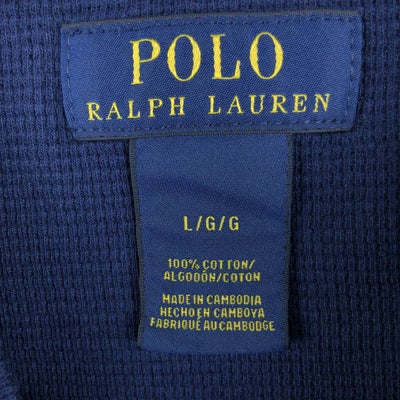 POLO
RALPH LAUREN
L/G/G
100% COTTON/
ALGODÓN/COTON
MADE IN CAMBODIA
HECHO EN CAMBOYA
FABRIQUÉ AU CAMBODGE